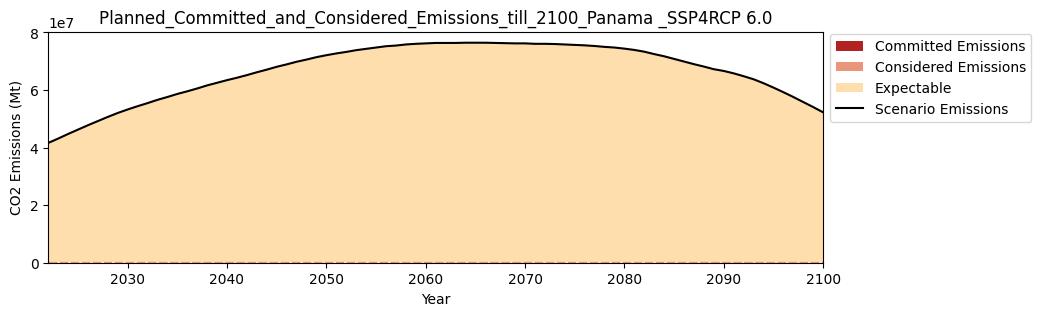 Planned_Committed_and_Considered_Emissions_till_2100_Panama _SSP4RCP 6.0
1e7
8
6
4
2
0
CO2 Emissions (Mt)
2030 2040 2050 2060 2070 2080 2090 2100
Year
Committed Emissions
Considered Emissions
Expectable
Scenario Emissions